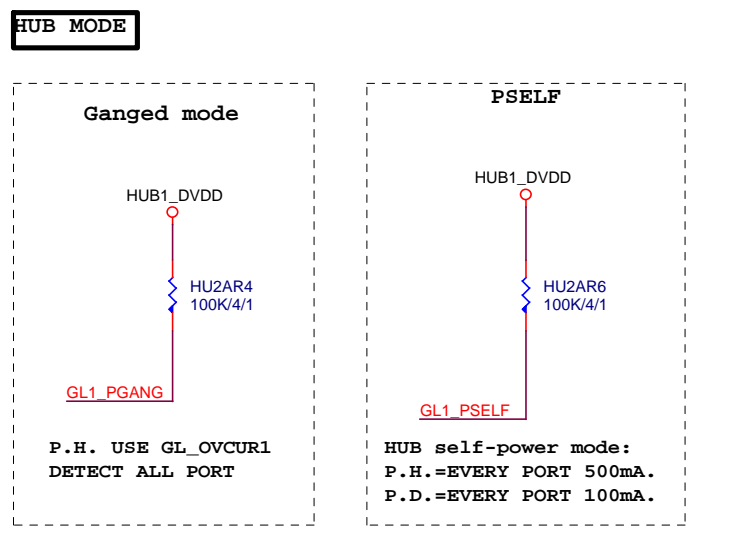 HUB MODE
Ganged mode
HUB1_DVDD
HU2AR4
100K/4/1
GL1_PGANG
P.H. USE GL_OVCUR1
DETECT ALL PORT
PSELF
HUB1_DVDD
HU2AR6
100K/4/1
GL1_PSELF
HUB self-power mode:
P.H.=EVERY PORT 500mA.
P.D.=EVERY PORT 100mA.